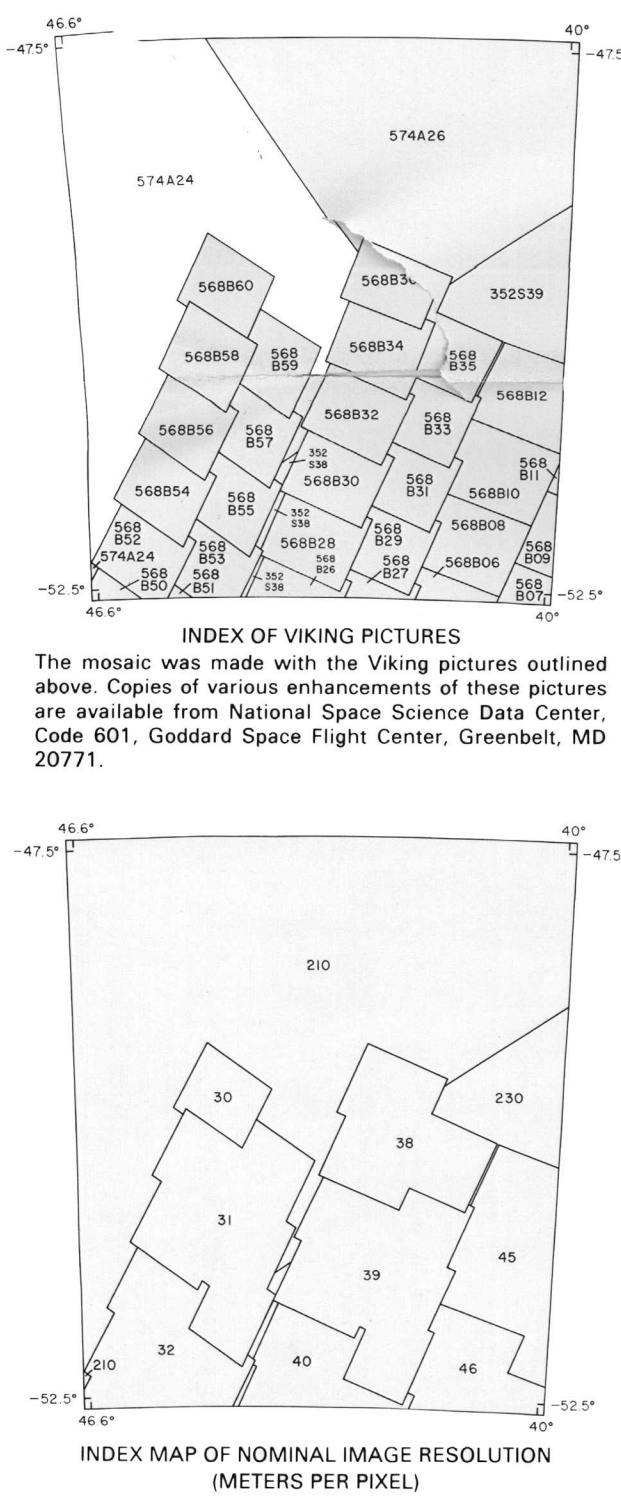 46.6°
40°
−47.5°
−47.5
574A26
574A24
568B60
568B36
352S39
568B58
568
B59
568B34
568
B35
568B12
568B56
568
B57
568B32
568
B33
352
S38
568
B11
568B54
568
B55
568B30
568
B31
568B10
352
S38
568
B52
574A24
568
B53
568B28
568
B29
568B08
568
B09
568
B50
568
B51
352
S38
568
B26
568
B27
568B06
568
B07
−52.5°
−52.5°
46.6°
40°
INDEX OF VIKING PICTURES
The mosaic was made with the Viking pictures outlined
above. Copies of various enhancements of these pictures
are available from National Space Science Data Center,
Code 601, Goddard Space Flight Center, Greenbelt, MD
20771.
46.6°
40°
−47.5°
−47.5
210
30
230
38
31
45
39
32
210
40
46
−52.5°
−52.5°
46.6°
40°
INDEX MAP OF NOMINAL IMAGE RESOLUTION
(METERS PER PIXEL)